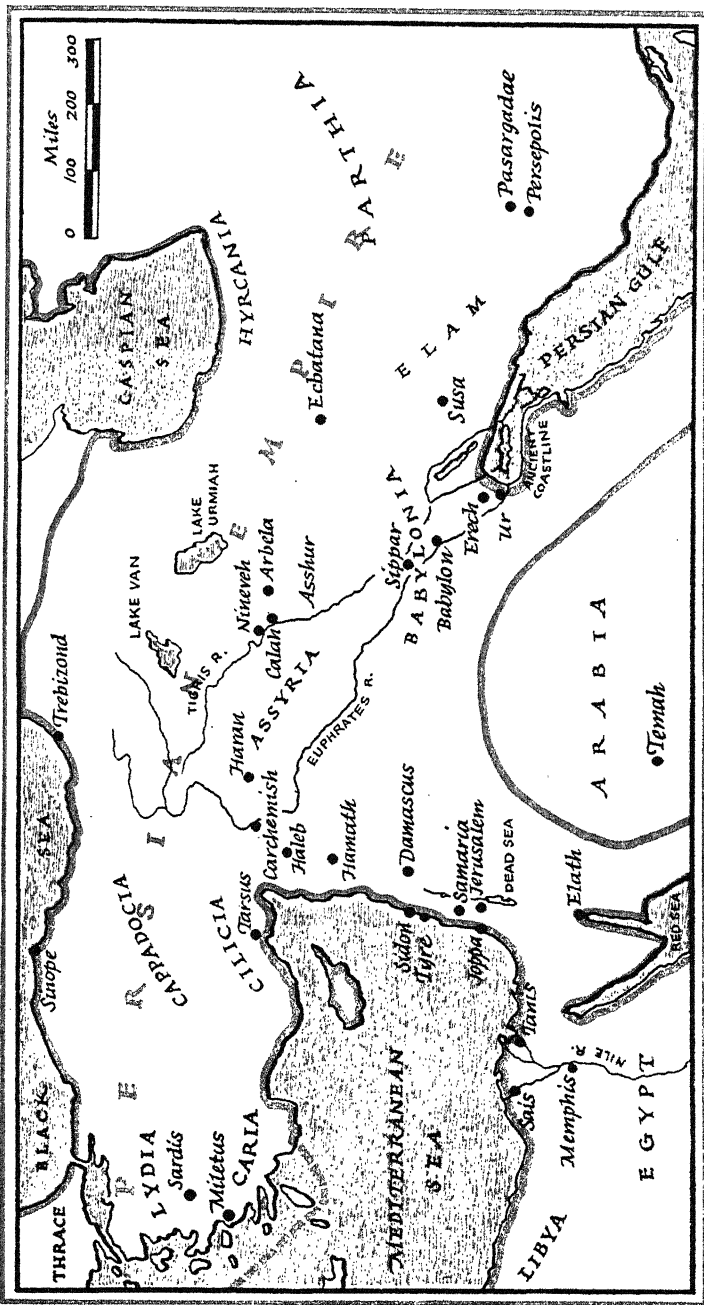 THRACE
BLACK
SEA
Sinope
Trebizond
CASPIAN
SEA
Miles
0 100 200 300
PERSIAN EMPIRE
LYDIA
Sardis
Miletus
CARIA
CAPPADOCIA
CILICIA
Tarsus
LAKE VAN
LAKE
URMIAH
HYRCANIA
PARTHIA
TIGRIS R.
Haran
Carchemish
Haleb
Hamath
ASSYRIA
Nineveh
Calah
Arbela
Asshur
EUPHRATES R.
Ecbatana
ELAM
Susa
Pasargadae
Persepolis
MEDITERRANEAN
SEA
Sidon
Tyre
Damascus
Samaria
Jerusalem
Joppa
DEAD SEA
Sippar
BABYLONIA
Babylon
Erech
Ur
ANCIENT
COASTLINE
PERSIAN GULF
LIBYA
Sais
Tanis
Memphis
NILE R.
EGYPT
Elath
RED SEA
ARABIA
Temah